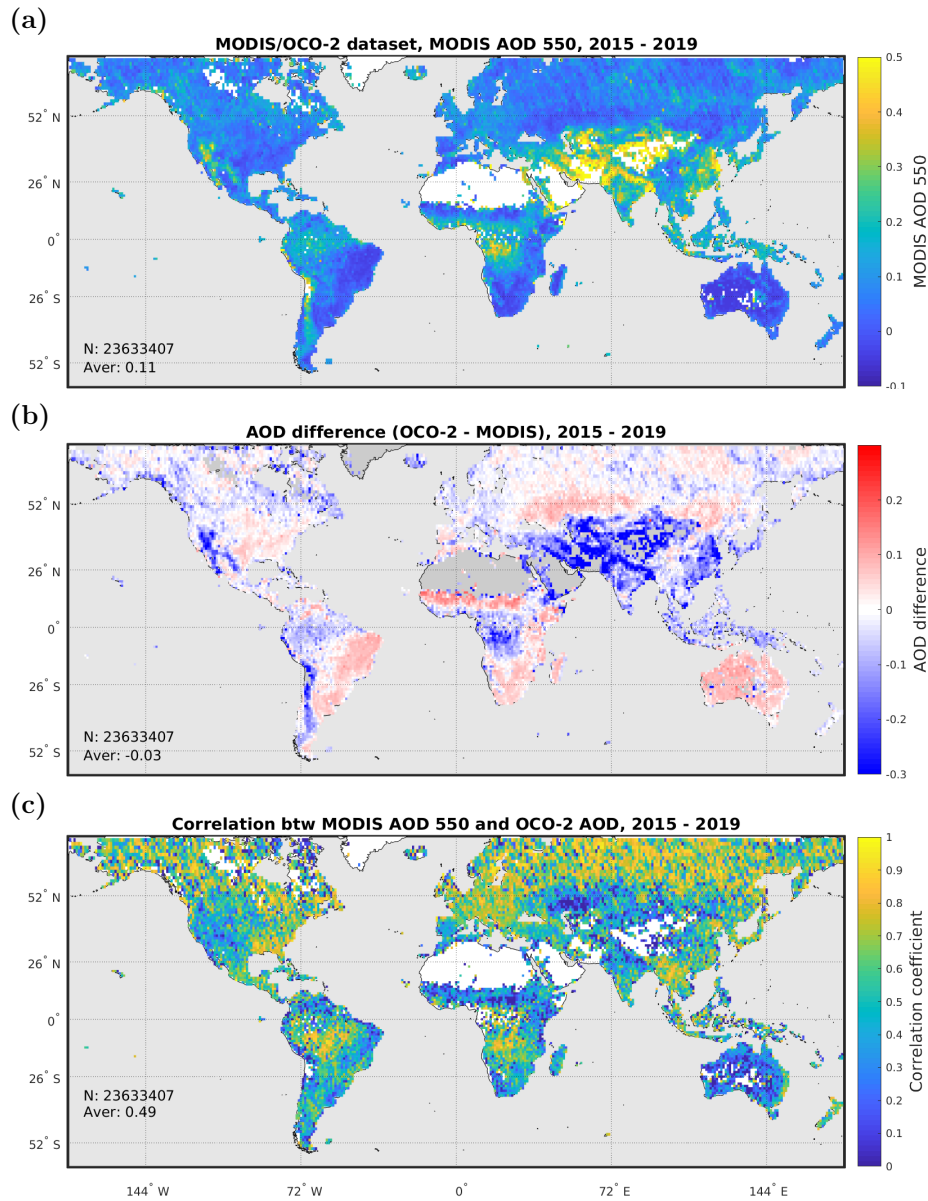 (a)
MODIS/OCO-2 dataset, MODIS AOD 550, 2015 - 2019
52° N
26° N
0°
26° S
52° S
N: 23633407
Aver: 0.11
0.5
0.4
0.3
0.2
0.1
0
-0.1
MODIS AOD 550
(b)
AOD difference (OCO-2 - MODIS), 2015 - 2019
52° N
26° N
0°
26° S
52° S
N: 23633407
Aver: -0.03
0.2
0.1
0
-0.1
-0.2
-0.3
AOD difference
(c)
Correlation btw MODIS AOD 550 and OCO-2 AOD, 2015 - 2019
52° N
26° N
0°
26° S
52° S
N: 23633407
Aver: 0.49
1
0.9
0.8
0.7
0.6
0.5
0.4
0.3
0.2
0.1
0
Correlation coefficient
144° W
72° W
0°
72° E
144° E